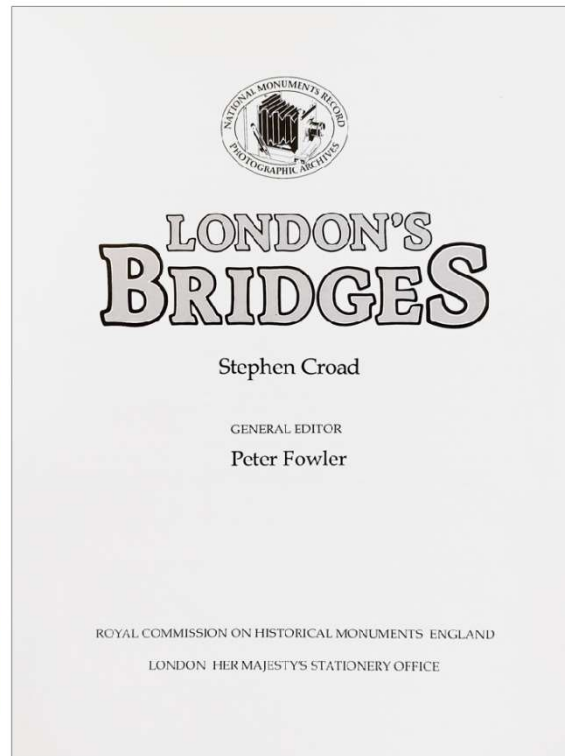 NATIONAL MONUMENTS RECORD
PHOTOGRAPHIC ARCHIVES
LONDON'S
BRIDGES
Stephen Croad
GENERAL EDITOR
Peter Fowler
ROYAL COMMISSION ON HISTORICAL MONUMENTS ENGLAND
LONDON HER MAJESTY'S STATIONERY OFFICE